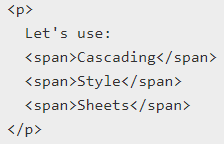 <p>
  Let's use:
  <span>Cascading</span>
  <span>Style</span>
  <span>Sheets</span>
</p>